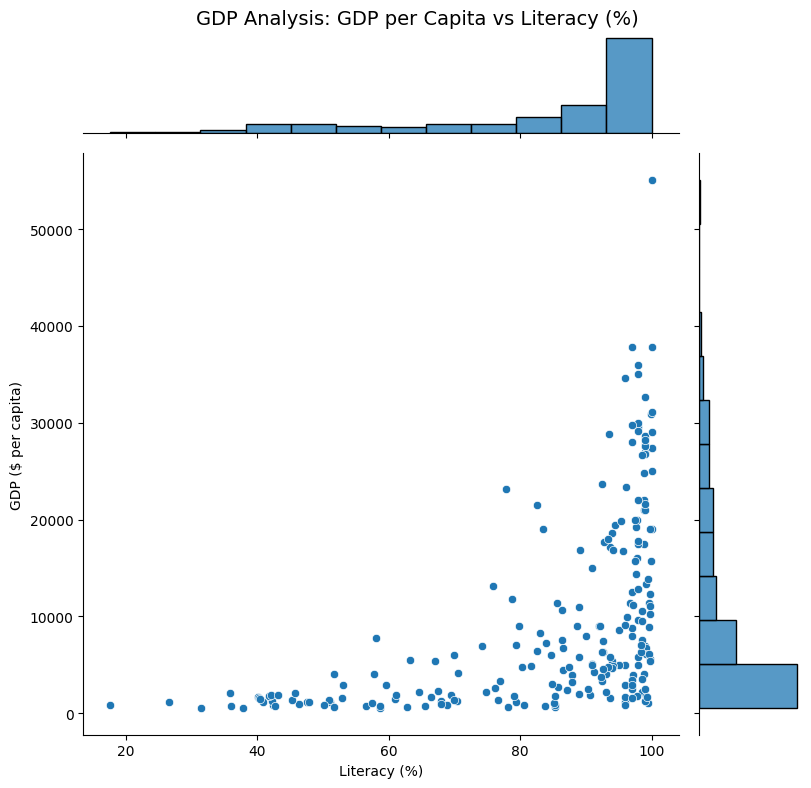 GDP Analysis: GDP per Capita vs Literacy (%)
50000
40000
30000
20000
10000
0
GDP ($ per capita)
20 40 60 80 100
Literacy (%)